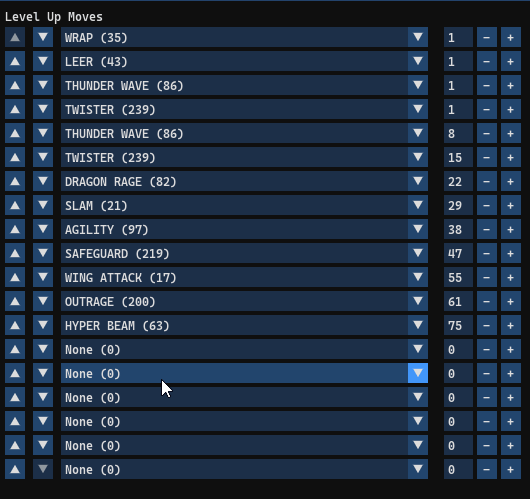 Level Up Moves
WRAP (35) 1 - +
LEER (43) 1 - +
THUNDER WAVE (86) 1 - +
TWISTER (239) 1 - +
THUNDER WAVE (86) 8 - +
TWISTER (239) 15 - +
DRAGON RAGE (82) 22 - +
SLAM (21) 29 - +
AGILITY (97) 38 - +
SAFEGUARD (219) 47 - +
WING ATTACK (17) 55 - +
OUTRAGE (200) 61 - +
HYPER BEAM (63) 75 - +
None (0) 0 - +
None (0) 0 - +
None (0) 0 - +
None (0) 0 - +
None (0) 0 - +
None (0) 0 - +